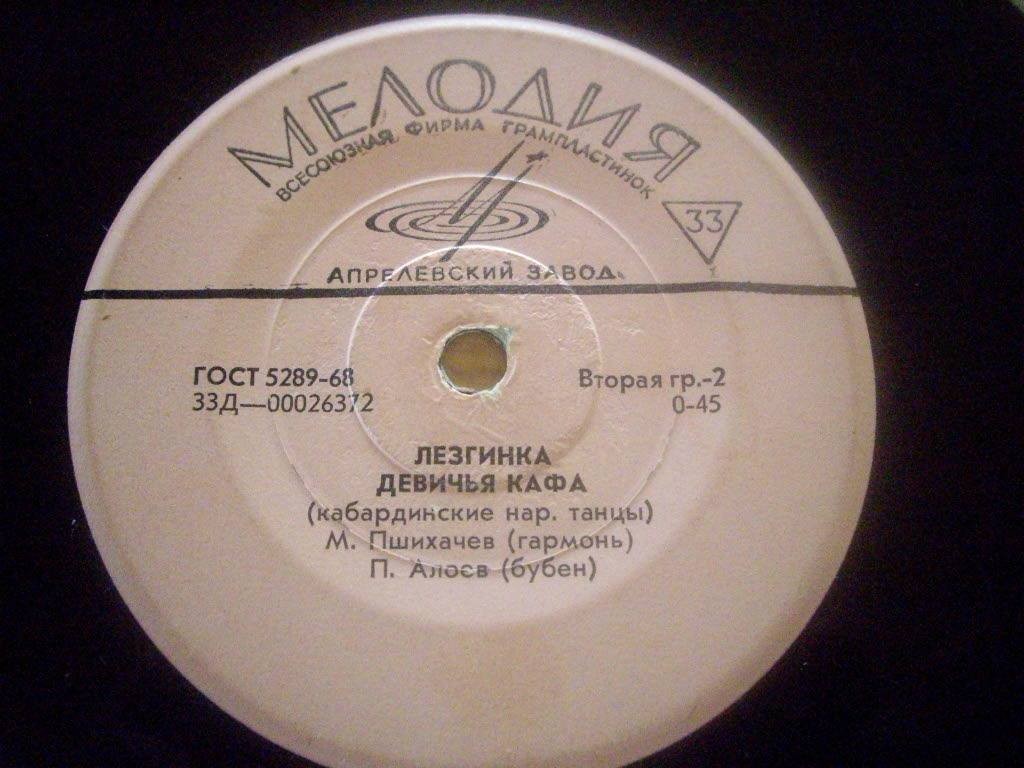 МЕЛОДИЯ
ВСЕСОЮЗНАЯ ФИРМА ГРАМПЛАСТИНОК
33
АПРЕЛЕВСКИЙ ЗАВОД
ГОСТ 5289-68
Вторая гр.-2
33Д—00026372
0-45
ЛЕЗГИНКА
ДЕВИЧЬЯ КАФА
(кабардинские нар. танцы)
М. Пшихачев (гармонь)
П. Алоев (бубен)